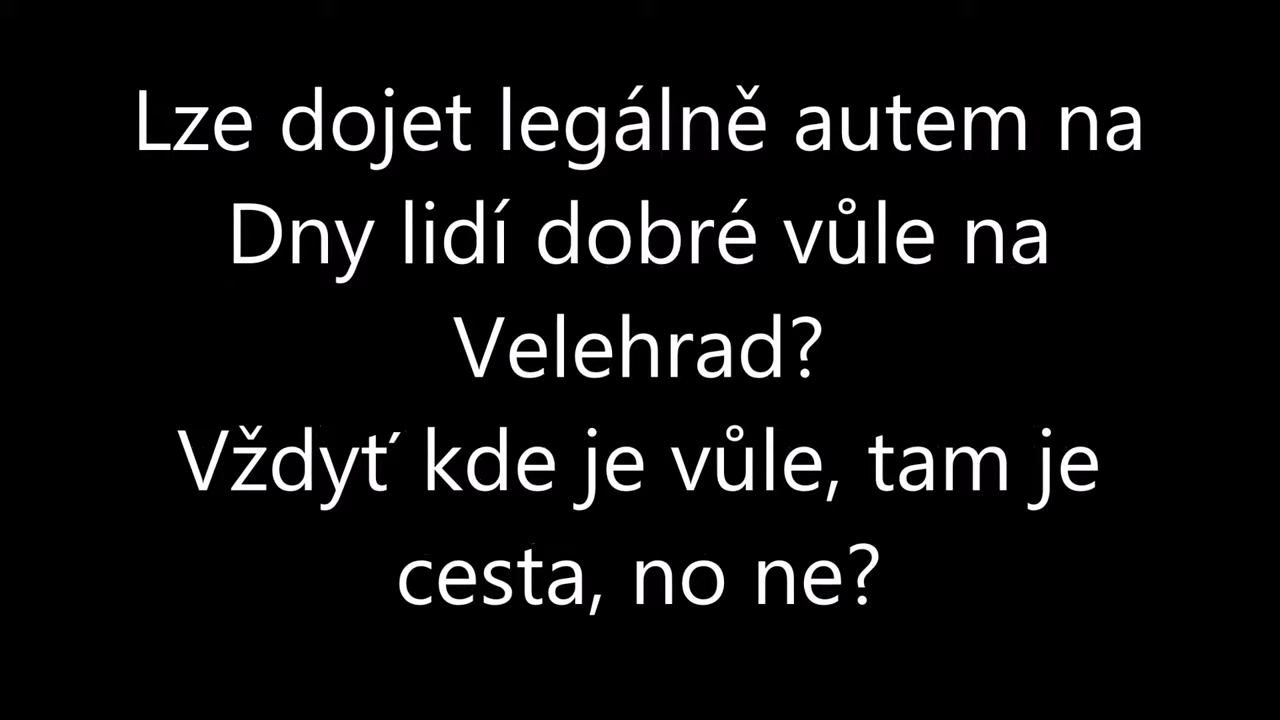 Lze dojet legálně autem na
Dny lidí dobré vůle na
Velehrad?
Vždyť kde je vůle, tam je
cesta, no ne?